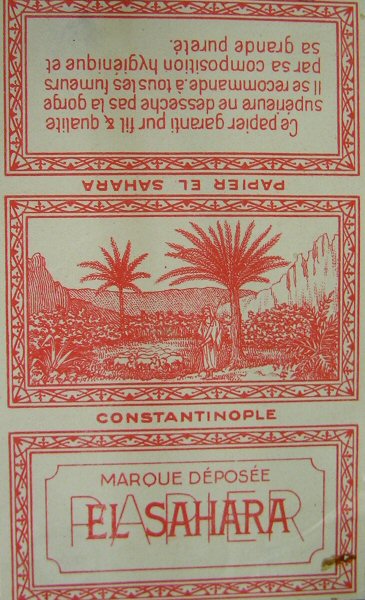 Ce papier garanti pur fil & qualite
supérieure ne dessèche pas la gorge
Il se recommande, à tous les fumeurs
par sa composition hygiénique et
sa grande pureté.
PAPIER EL SAHARA
CONSTANTINOPLE
MARQUE DÉPOSÉE
PAPIER
EL SAHARA